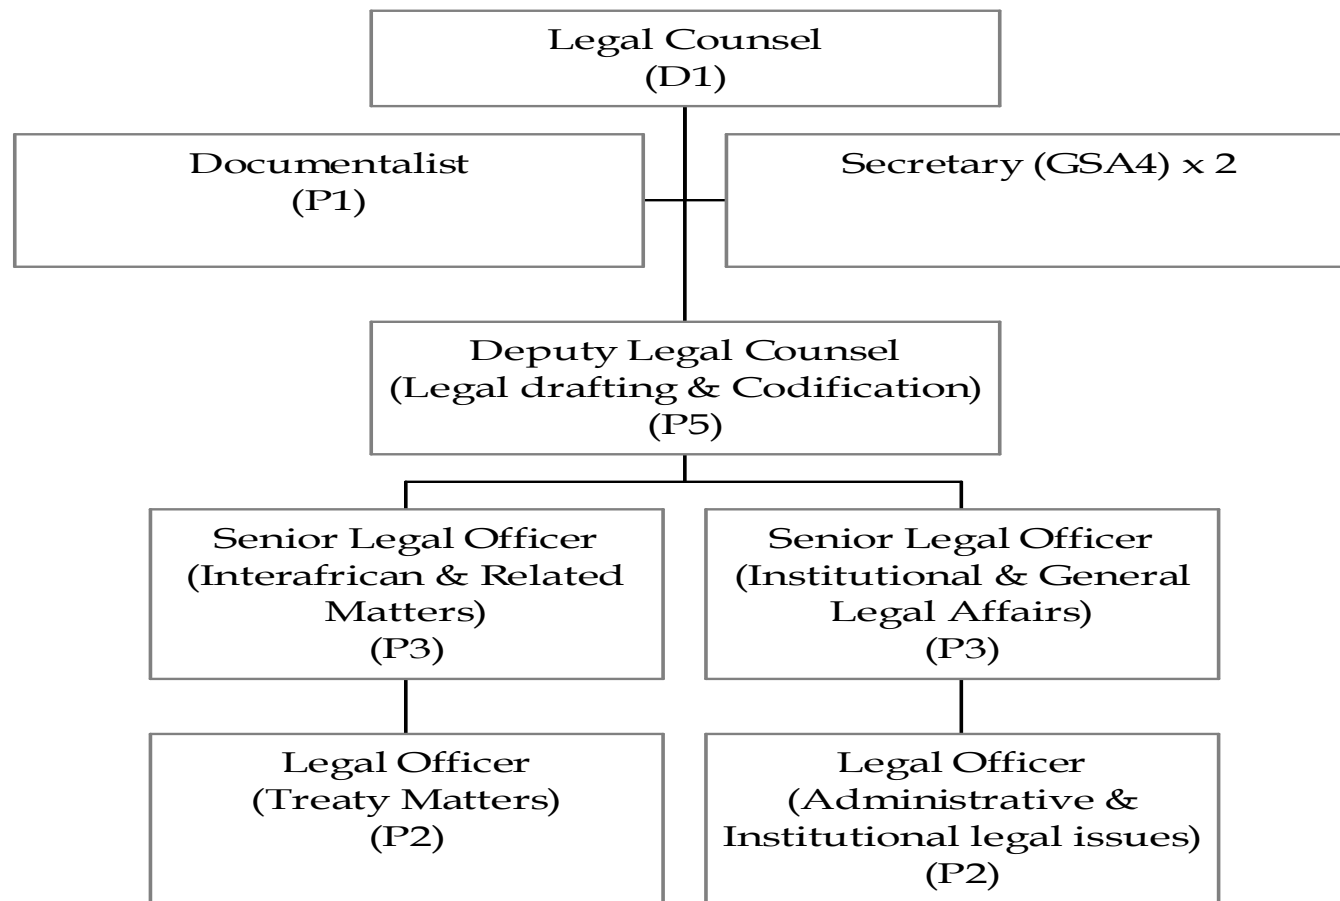 Legal Counsel
(D1)
Documentalist
(P1)
Secretary (GSA4) x 2
Deputy Legal Counsel
(Legal drafting & Codification)
(P5)
Senior Legal Officer
(Interafrican & Related
Matters)
(P3)
Senior Legal Officer
(Institutional & General
Legal Affairs)
(P3)
Legal Officer
(Treaty Matters)
(P2)
Legal Officer
(Administrative &
Institutional legal issues)
(P2)